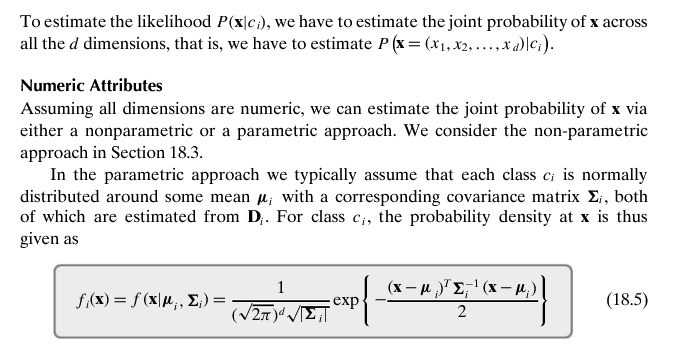 To estimate the likelihood P(x|cᵢ), we have to estimate the joint probability of x across
all the d dimensions, that is, we have to estimate P(x = (x₁, x₂, ..., x_d)|cᵢ).
Numeric Attributes
Assuming all dimensions are numeric, we can estimate the joint probability of x via
either a nonparametric or a parametric approach. We consider the non-parametric
approach in Section 18.3.
In the parametric approach we typically assume that each class cᵢ is normally
distributed around some mean μᵢ with a corresponding covariance matrix Σᵢ, both
of which are estimated from Dᵢ. For class cᵢ, the probability density at x is thus
given as
fᵢ(x) = f(x|μᵢ, Σᵢ) = 1/((√2π)ᵈ √|Σᵢ|) exp{−(x − μᵢ)ᵀ Σᵢ⁻¹ (x − μᵢ)/2} (18.5)